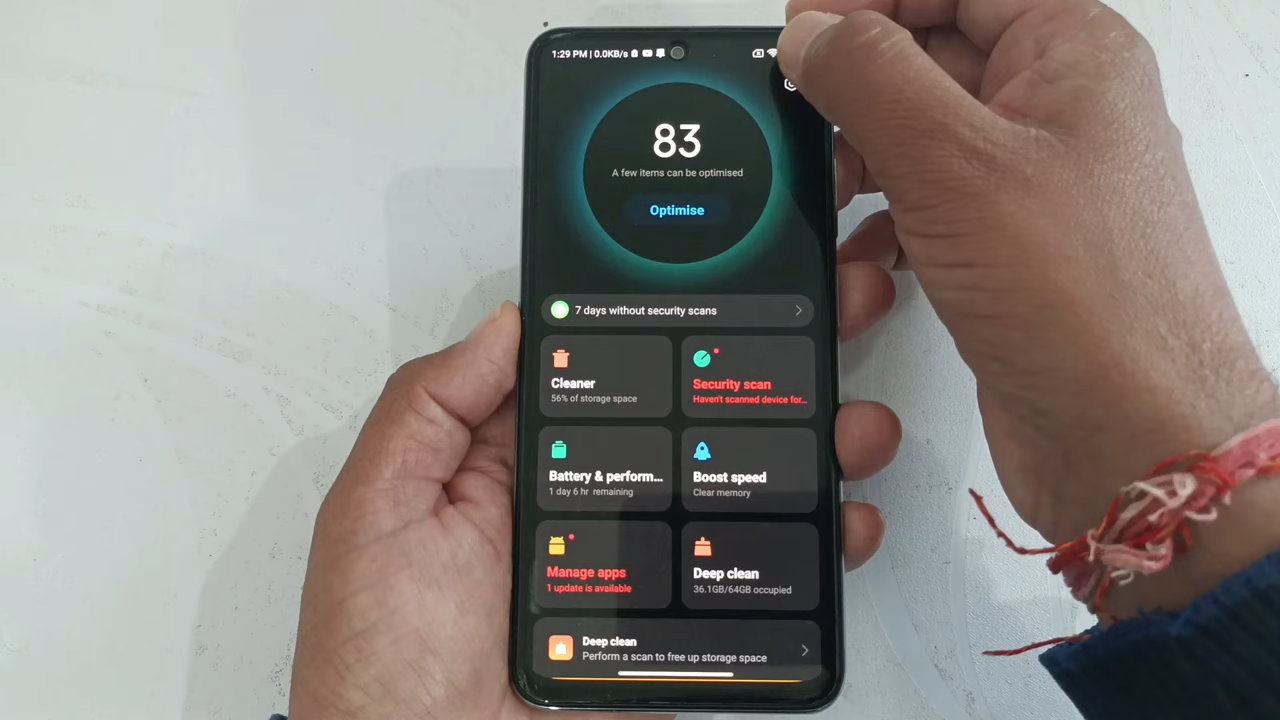 1:29 PM | 0.0KB/s
83
A few items can be optimised
Optimise
7 days without security scans
Cleaner
56% of storage space
Security scan
Haven't scanned device for...
Battery & perform...
1 day 6 hr remaining
Boost speed
Clear memory
Manage apps
1 update is available
Deep clean
36.1GB/64GB occupied
Deep clean
Perform a scan to free up storage space